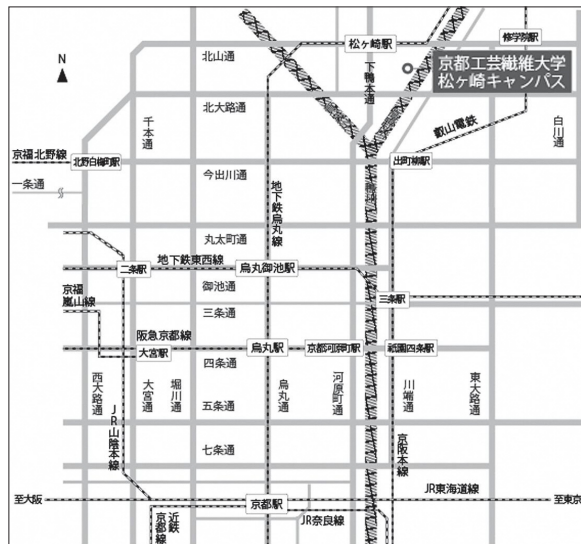 松ヶ崎駅
修学院駅
北山通
N
下鴨本通
京都工芸繊維大学
松ヶ崎キャンパス
北大路通
千本通
叡山電鉄
白川通
京福北野線
北野白梅町駅
出町柳駅
一条通
今出川通
地下鉄烏丸線
丸太町通
地下鉄東西線
二条駅
烏丸御池駅
御池通
京福
嵐山線
三条通
三条駅
阪急京都線
大宮駅
烏丸駅
京都河原町駅
祇園四条駅
四条通
西大路通
大宮通
堀川通
烏丸通
河原町通
川端通
東大路通
五条通
JR山陰本線
七条通
京阪本線
JR東海道線
至大阪
京都駅
至東京
近鉄
京都線
JR奈良線